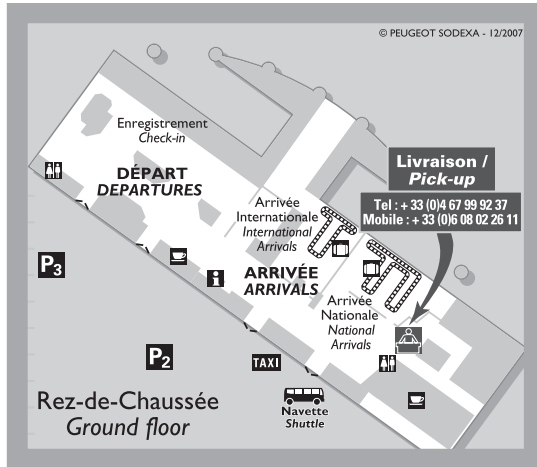 © PEUGEOT SODEXA - 12/2007
Enregistrement
Check-in
DÉPART
DEPARTURES
Livraison /
Pick-up
Tel : + 33 (0)4 67 99 92 37
Mobile : + 33 (0)6 08 02 26 11
Arrivée
Internationale
International
Arrivals
ARRIVÉE
ARRIVALS
Arrivée
Nationale
National
Arrivals
P3
i
P2
TAXI
Navette
Shuttle
Rez-de-Chaussée
Ground floor